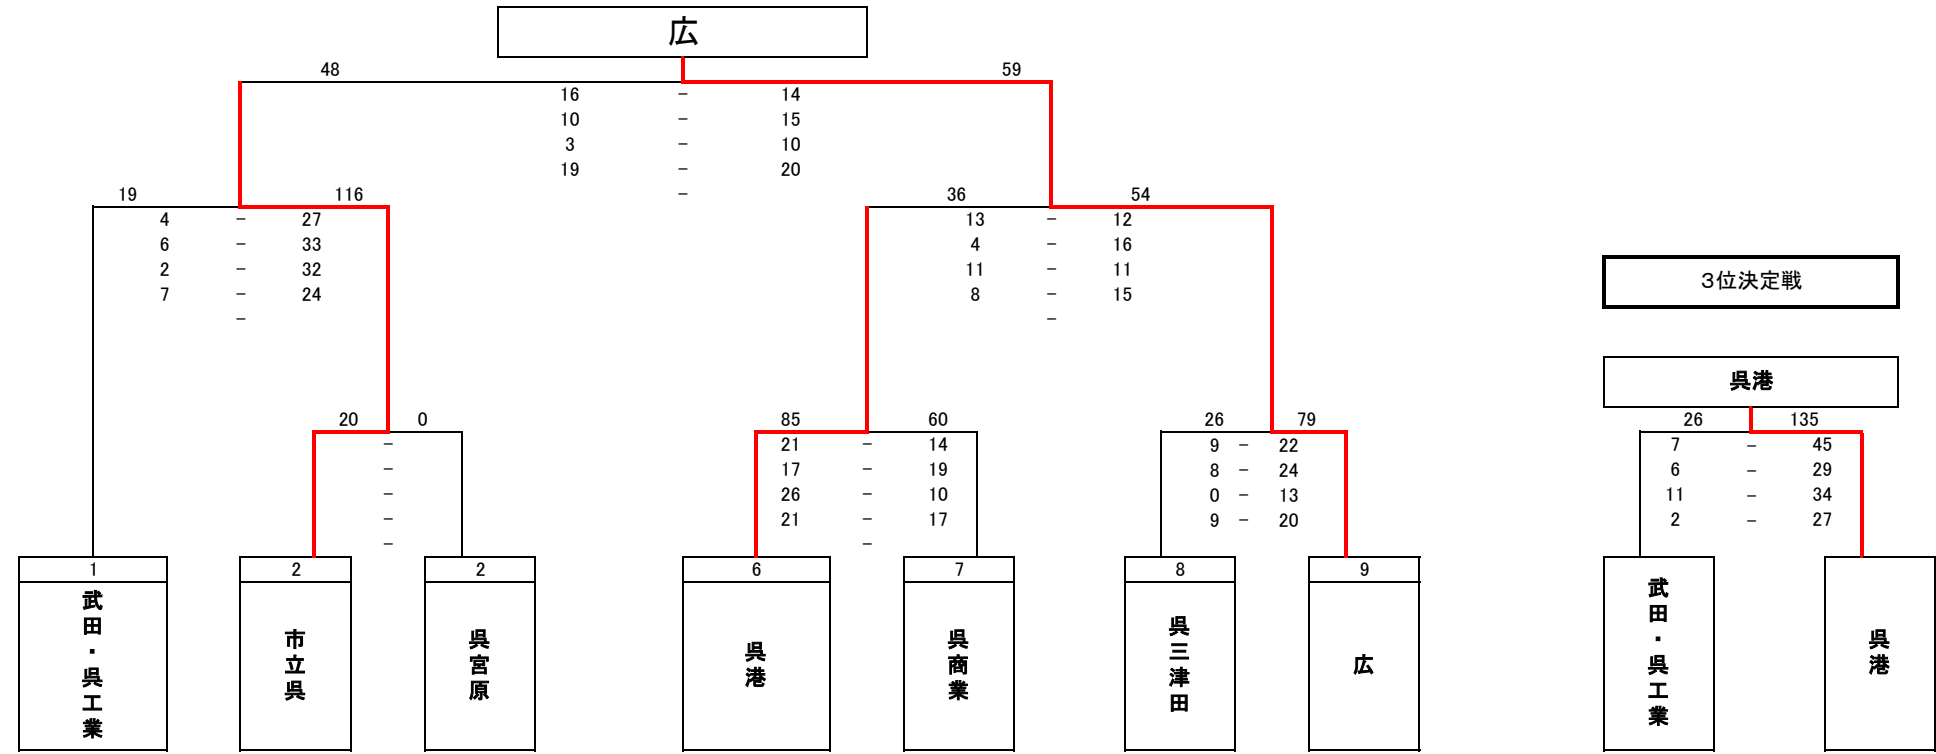 広
48 59
16 - 14
10 - 15
3 - 10
19 - 20
-
19 116
4 - 27
6 - 33
2 - 32
7 - 24
-
36 54
13 - 12
4 - 16
11 - 11
8 - 15
-
20 0
-
-
-
-
-
85 60
21 - 14
17 - 19
26 - 10
21 - 17
-
26 79
9 - 22
8 - 24
0 - 13
9 - 20
1
武田・呉工業
2
市立呉
2
呉宮原
6
呉港
7
呉商業
8
呉三津田
9
広
3位決定戦
呉港
26 135
7 - 45
6 - 29
11 - 34
2 - 27
武田・呉工業
呉港